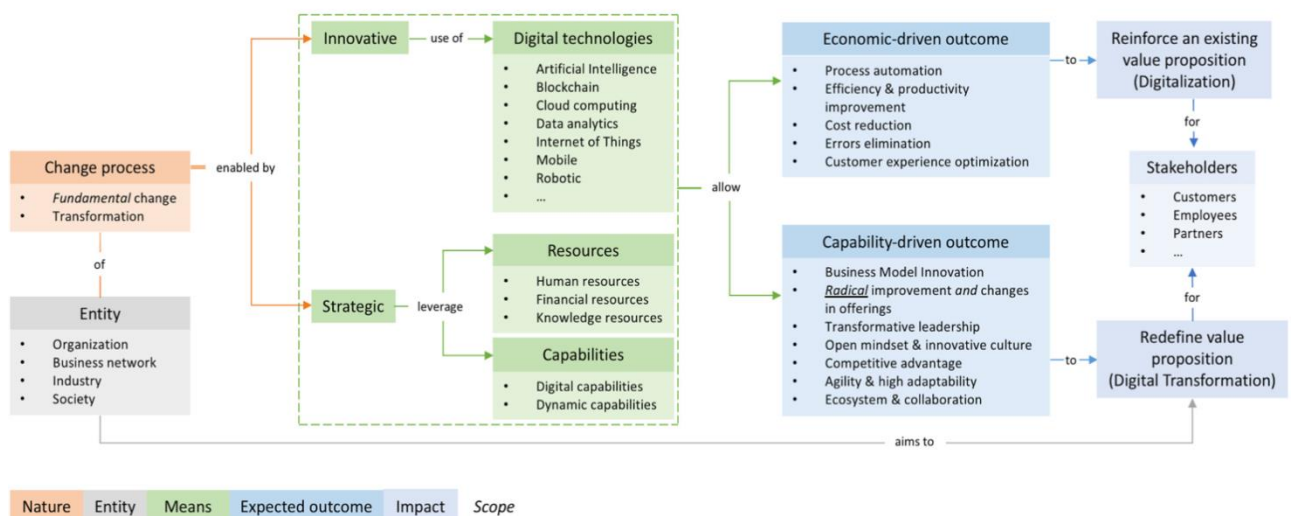 Change process
• Fundamental change
• Transformation
of
Entity
• Organization
• Business network
• Industry
• Society
enabled by
Innovative
use of
Digital technologies
• Artificial Intelligence
• Blockchain
• Cloud computing
• Data analytics
• Internet of Things
• Mobile
• Robotic
• ...
Strategic
leverage
Resources
• Human resources
• Financial resources
• Knowledge resources
Capabilities
• Digital capabilities
• Dynamic capabilities
allow
Economic-driven outcome
• Process automation
• Efficiency & productivity
improvement
• Cost reduction
• Errors elimination
• Customer experience optimization
to
Reinforce an existing
value proposition
(Digitalization)
for
Stakeholders
• Customers
• Employees
• Partners
• ...
Capability-driven outcome
• Business Model Innovation
• Radical improvement and changes
in offerings
• Transformative leadership
• Open mindset & innovative culture
• Competitive advantage
• Agility & high adaptability
• Ecosystem & collaboration
to
for
Redefine value
proposition
(Digital Transformation)
aims to
Nature Entity Means Expected outcome Impact Scope